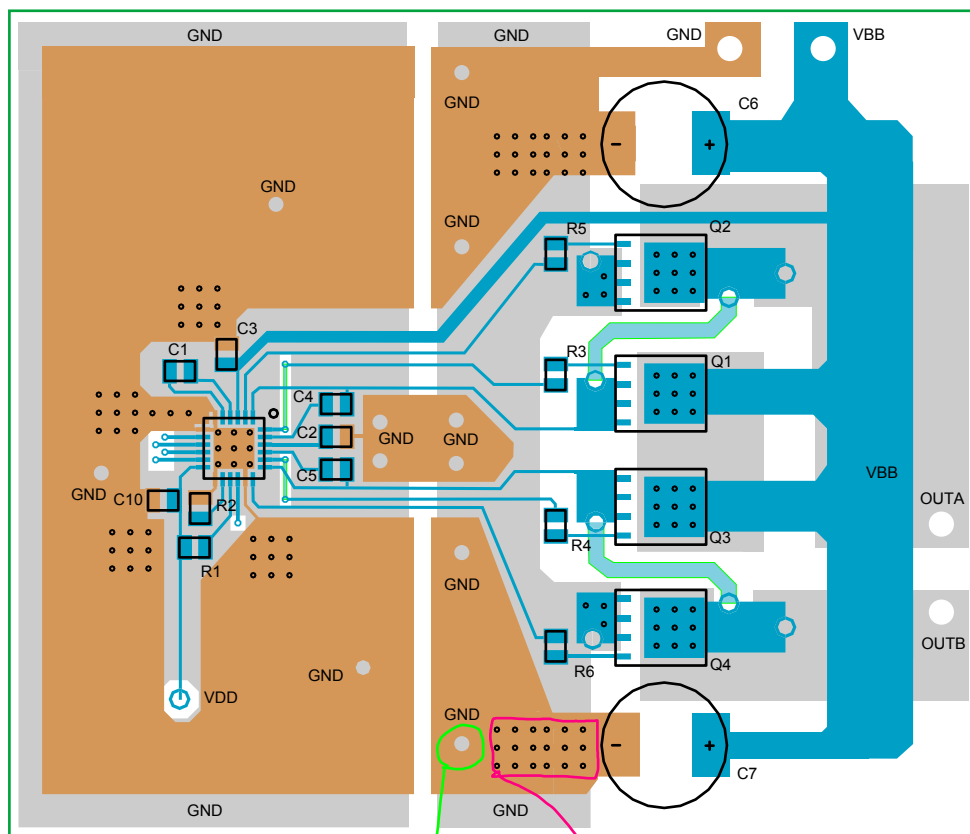 GND
GND
GND
VBB
C6
GND
-
+
GND
GND
R5
Q2
C3
C1
R3
Q1
C4
C2
GND
GND
C5
GND
C10
R2
VBB
OUTA
R4
Q3
R1
GND
OUTB
R6
Q4
GND
VDD
GND
-
+
C7
GND
GND